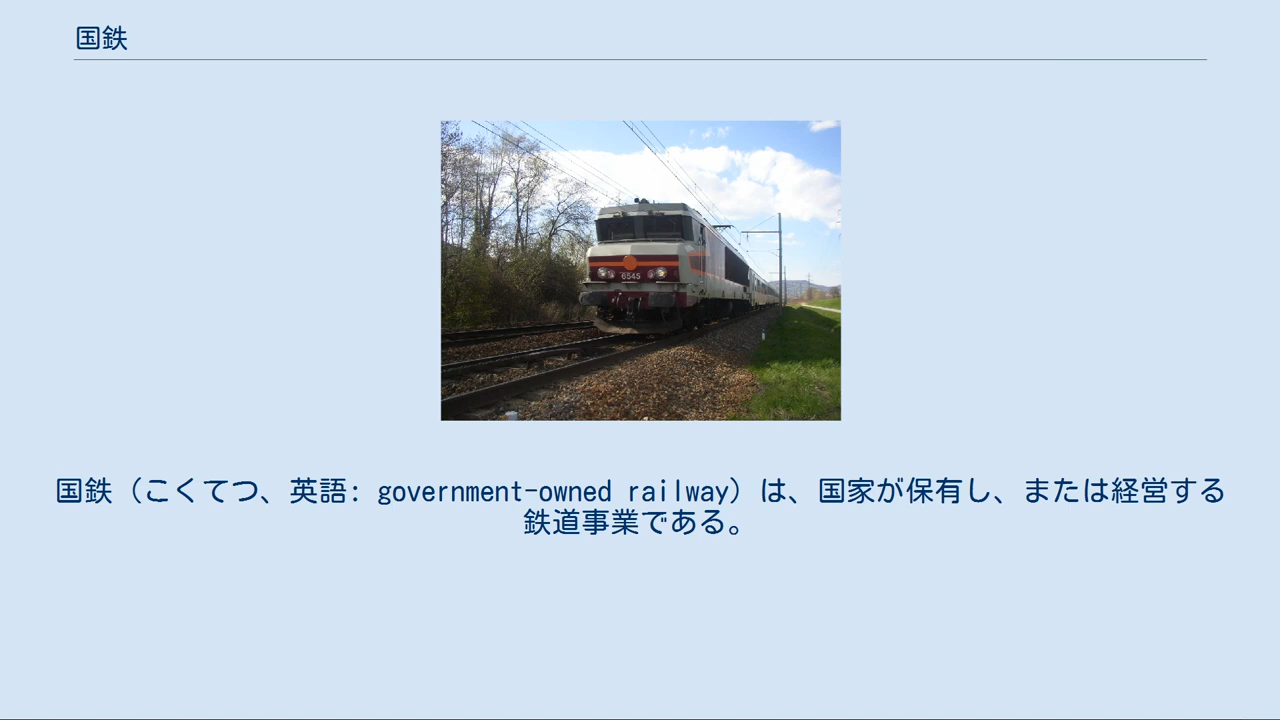 国鉄
6545
国鉄（こくてつ、英語: government-owned railway）は、国家が保有し、または経営する
鉄道事業である。